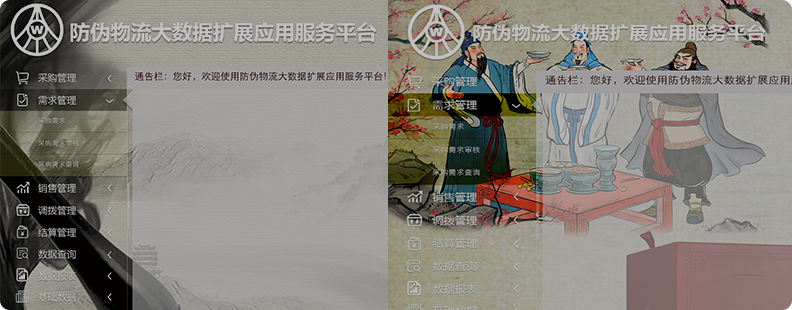 防伪物流大数据扩展应用服务平台
通告栏：您好，欢迎使用防伪物流大数据扩展应用服务平台!
采购管理
需求管理
采购需求
采购需求审核
采购需求查询
销售管理
调拨管理
结算管理
数据查询
数据报表
基础数据
防伪物流大数据扩展应用服务平台
通告栏：您好，欢迎使用防伪物流大数据扩展应用
采购管理
需求管理
采购需求
采购需求审核
采购需求查询
销售管理
调拨管理
结算管理
数据查询
数据报表